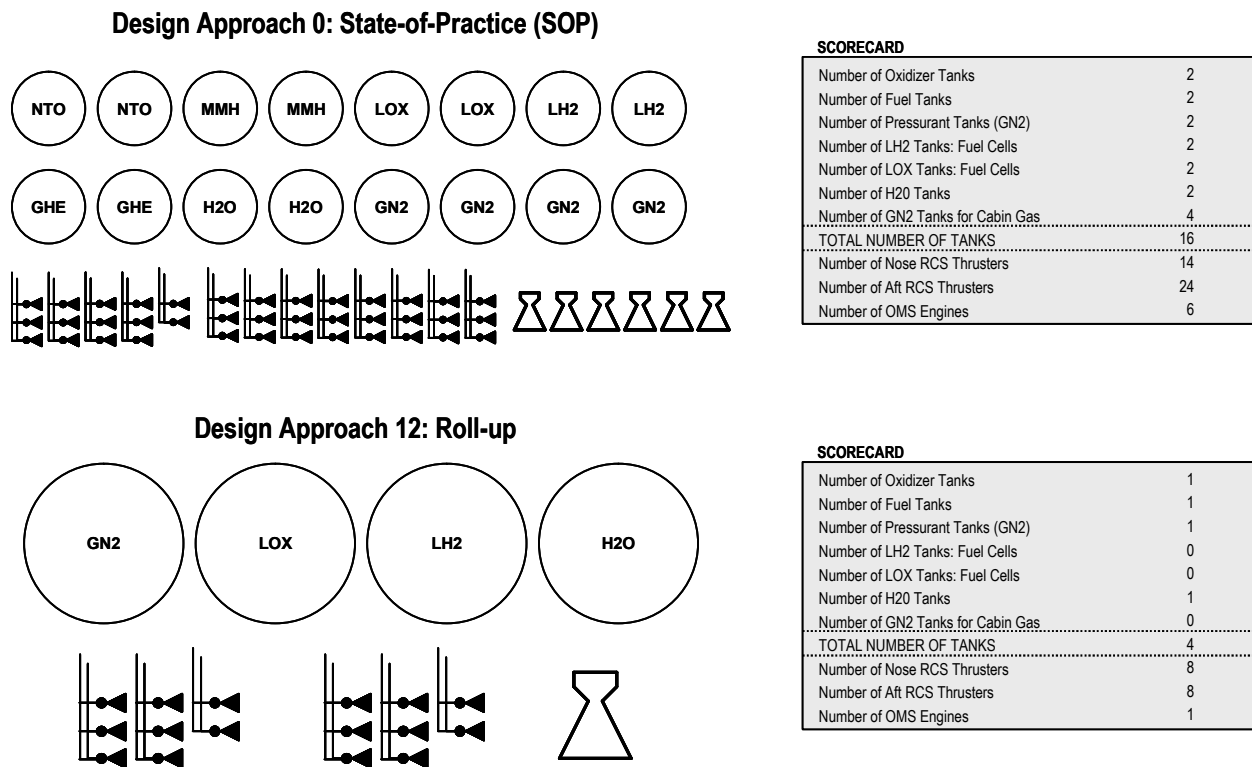 Design Approach 0: State-of-Practice (SOP)
NTO NTO MMH MMH LOX LOX LH2 LH2
GHE GHE H2O H2O GN2 GN2 GN2 GN2
SCORECARD
Number of Oxidizer Tanks 2
Number of Fuel Tanks 2
Number of Pressurant Tanks (GN2) 2
Number of LH2 Tanks: Fuel Cells 2
Number of LOX Tanks: Fuel Cells 2
Number of H20 Tanks 2
Number of GN2 Tanks for Cabin Gas 4
TOTAL NUMBER OF TANKS 16
Number of Nose RCS Thrusters 14
Number of Aft RCS Thrusters 24
Number of OMS Engines 6
Design Approach 12: Roll-up
GN2 LOX LH2 H2O
SCORECARD
Number of Oxidizer Tanks 1
Number of Fuel Tanks 1
Number of Pressurant Tanks (GN2) 1
Number of LH2 Tanks: Fuel Cells 0
Number of LOX Tanks: Fuel Cells 0
Number of H20 Tanks 1
Number of GN2 Tanks for Cabin Gas 0
TOTAL NUMBER OF TANKS 4
Number of Nose RCS Thrusters 8
Number of Aft RCS Thrusters 8
Number of OMS Engines 1